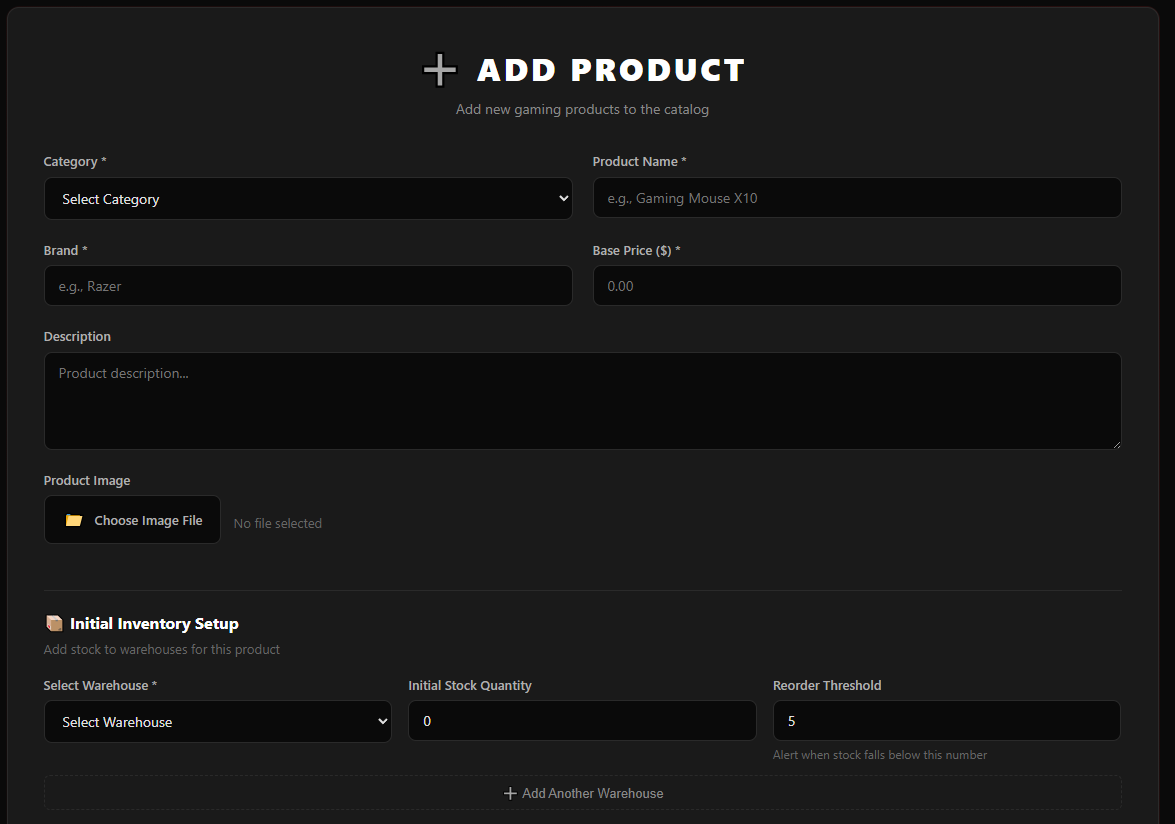 ADD PRODUCT
Add new gaming products to the catalog
Category *
Product Name *
Select Category
e.g., Gaming Mouse X10
Brand *
Base Price ($) *
e.g., Razer
0.00
Description
Product description...
Product Image
Choose Image File
No file selected
Initial Inventory Setup
Add stock to warehouses for this product
Select Warehouse *
Initial Stock Quantity
Reorder Threshold
Select Warehouse
0
5
Alert when stock falls below this number
Add Another Warehouse